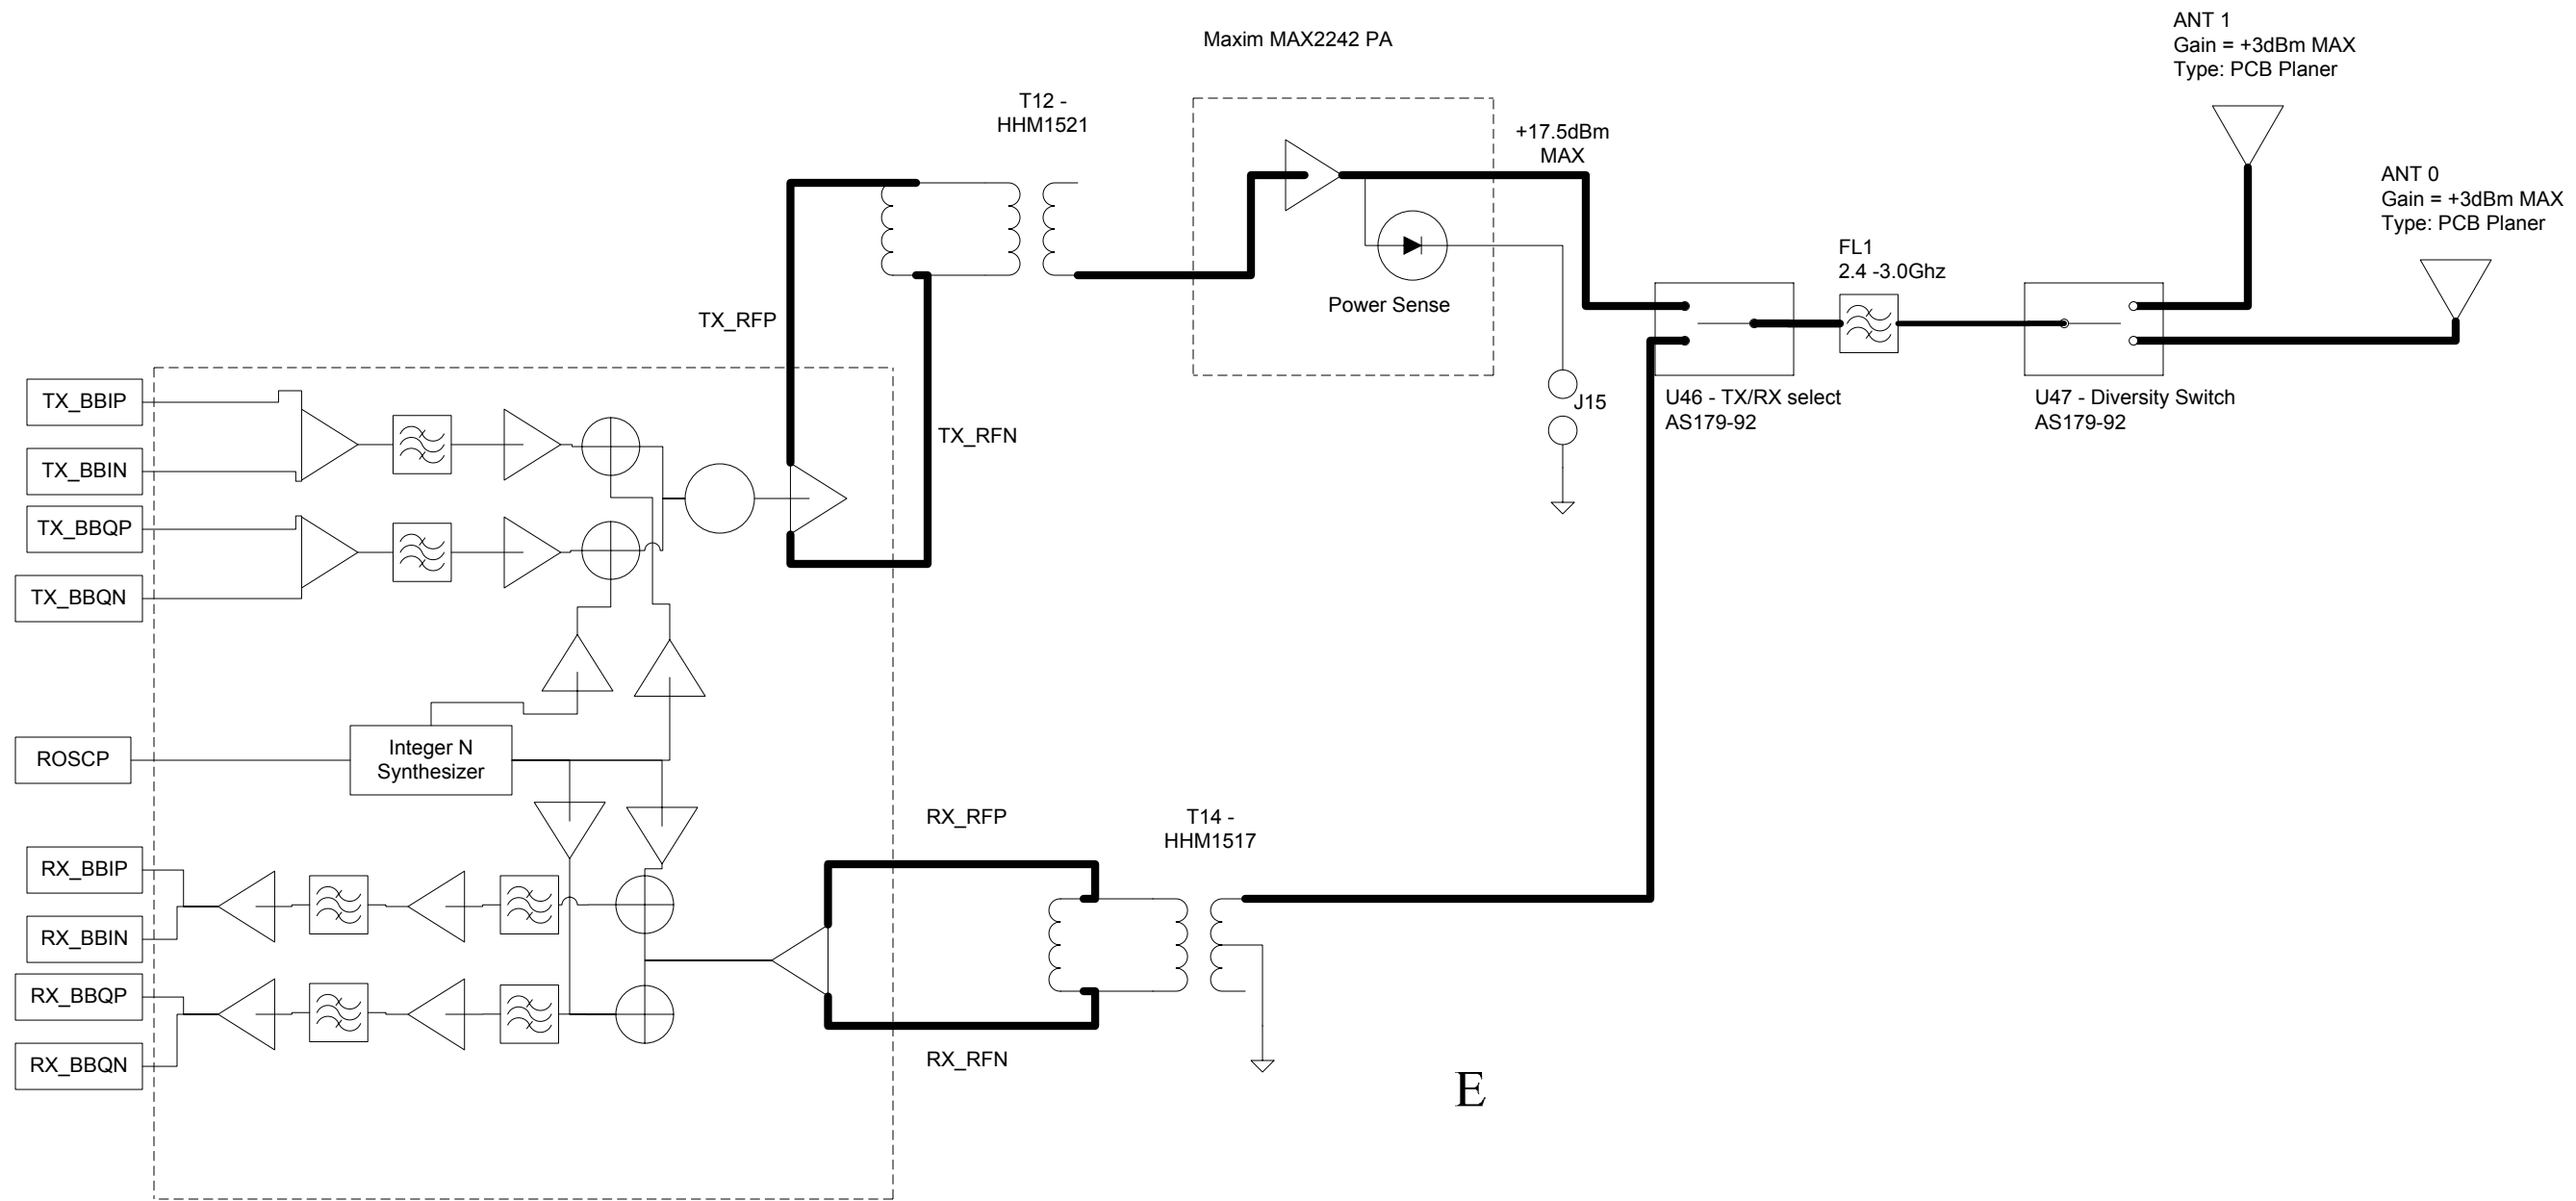 Maxim MAX2242 PA
ANT 1
Gain = +3dBm MAX
Type: PCB Planer
T12 -
HHM1521
+17.5dBm
MAX
ANT 0
Gain = +3dBm MAX
Type: PCB Planer
FL1
2.4 -3.0Ghz
Power Sense
TX_RFP
TX_BBIP
J15
U46 - TX/RX select
AS179-92
U47 - Diversity Switch
AS179-92
TX_RFN
TX_BBIN
TX_BBQP
TX_BBQN
ROSCP
Integer N
Synthesizer
RX_RFP
T14 -
HHM1517
RX_BBIP
RX_BBIN
RX_BBQP
RX_BBQN
RX_RFN
E